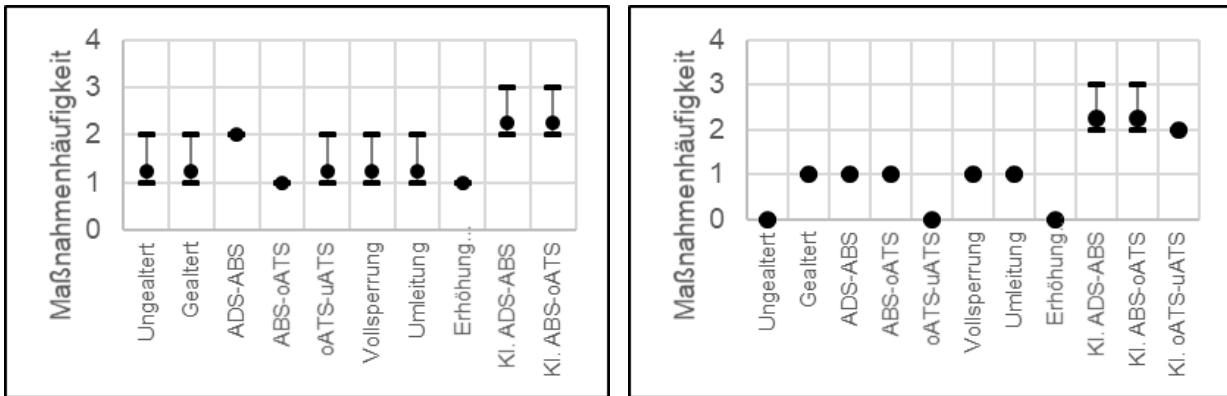 Maßnahmenhäufigkeit
4
3
2
1
0
Ungealtert
Gealtert
ADS-ABS
ABS-oATS
oATS-uATS
Vollsperrung
Umleitung
Erhöhung...
Kl. ADS-ABS
Kl. ABS-oATS
Maßnahmenhäufigkeit
4
3
2
1
0
Ungealtert
Gealtert
ADS-ABS
ABS-oATS
oATS-uATS
Vollsperrung
Umleitung
Erhöhung...
Kl. ADS-ABS
Kl. ABS-oATS
Kl. oATS-uATS